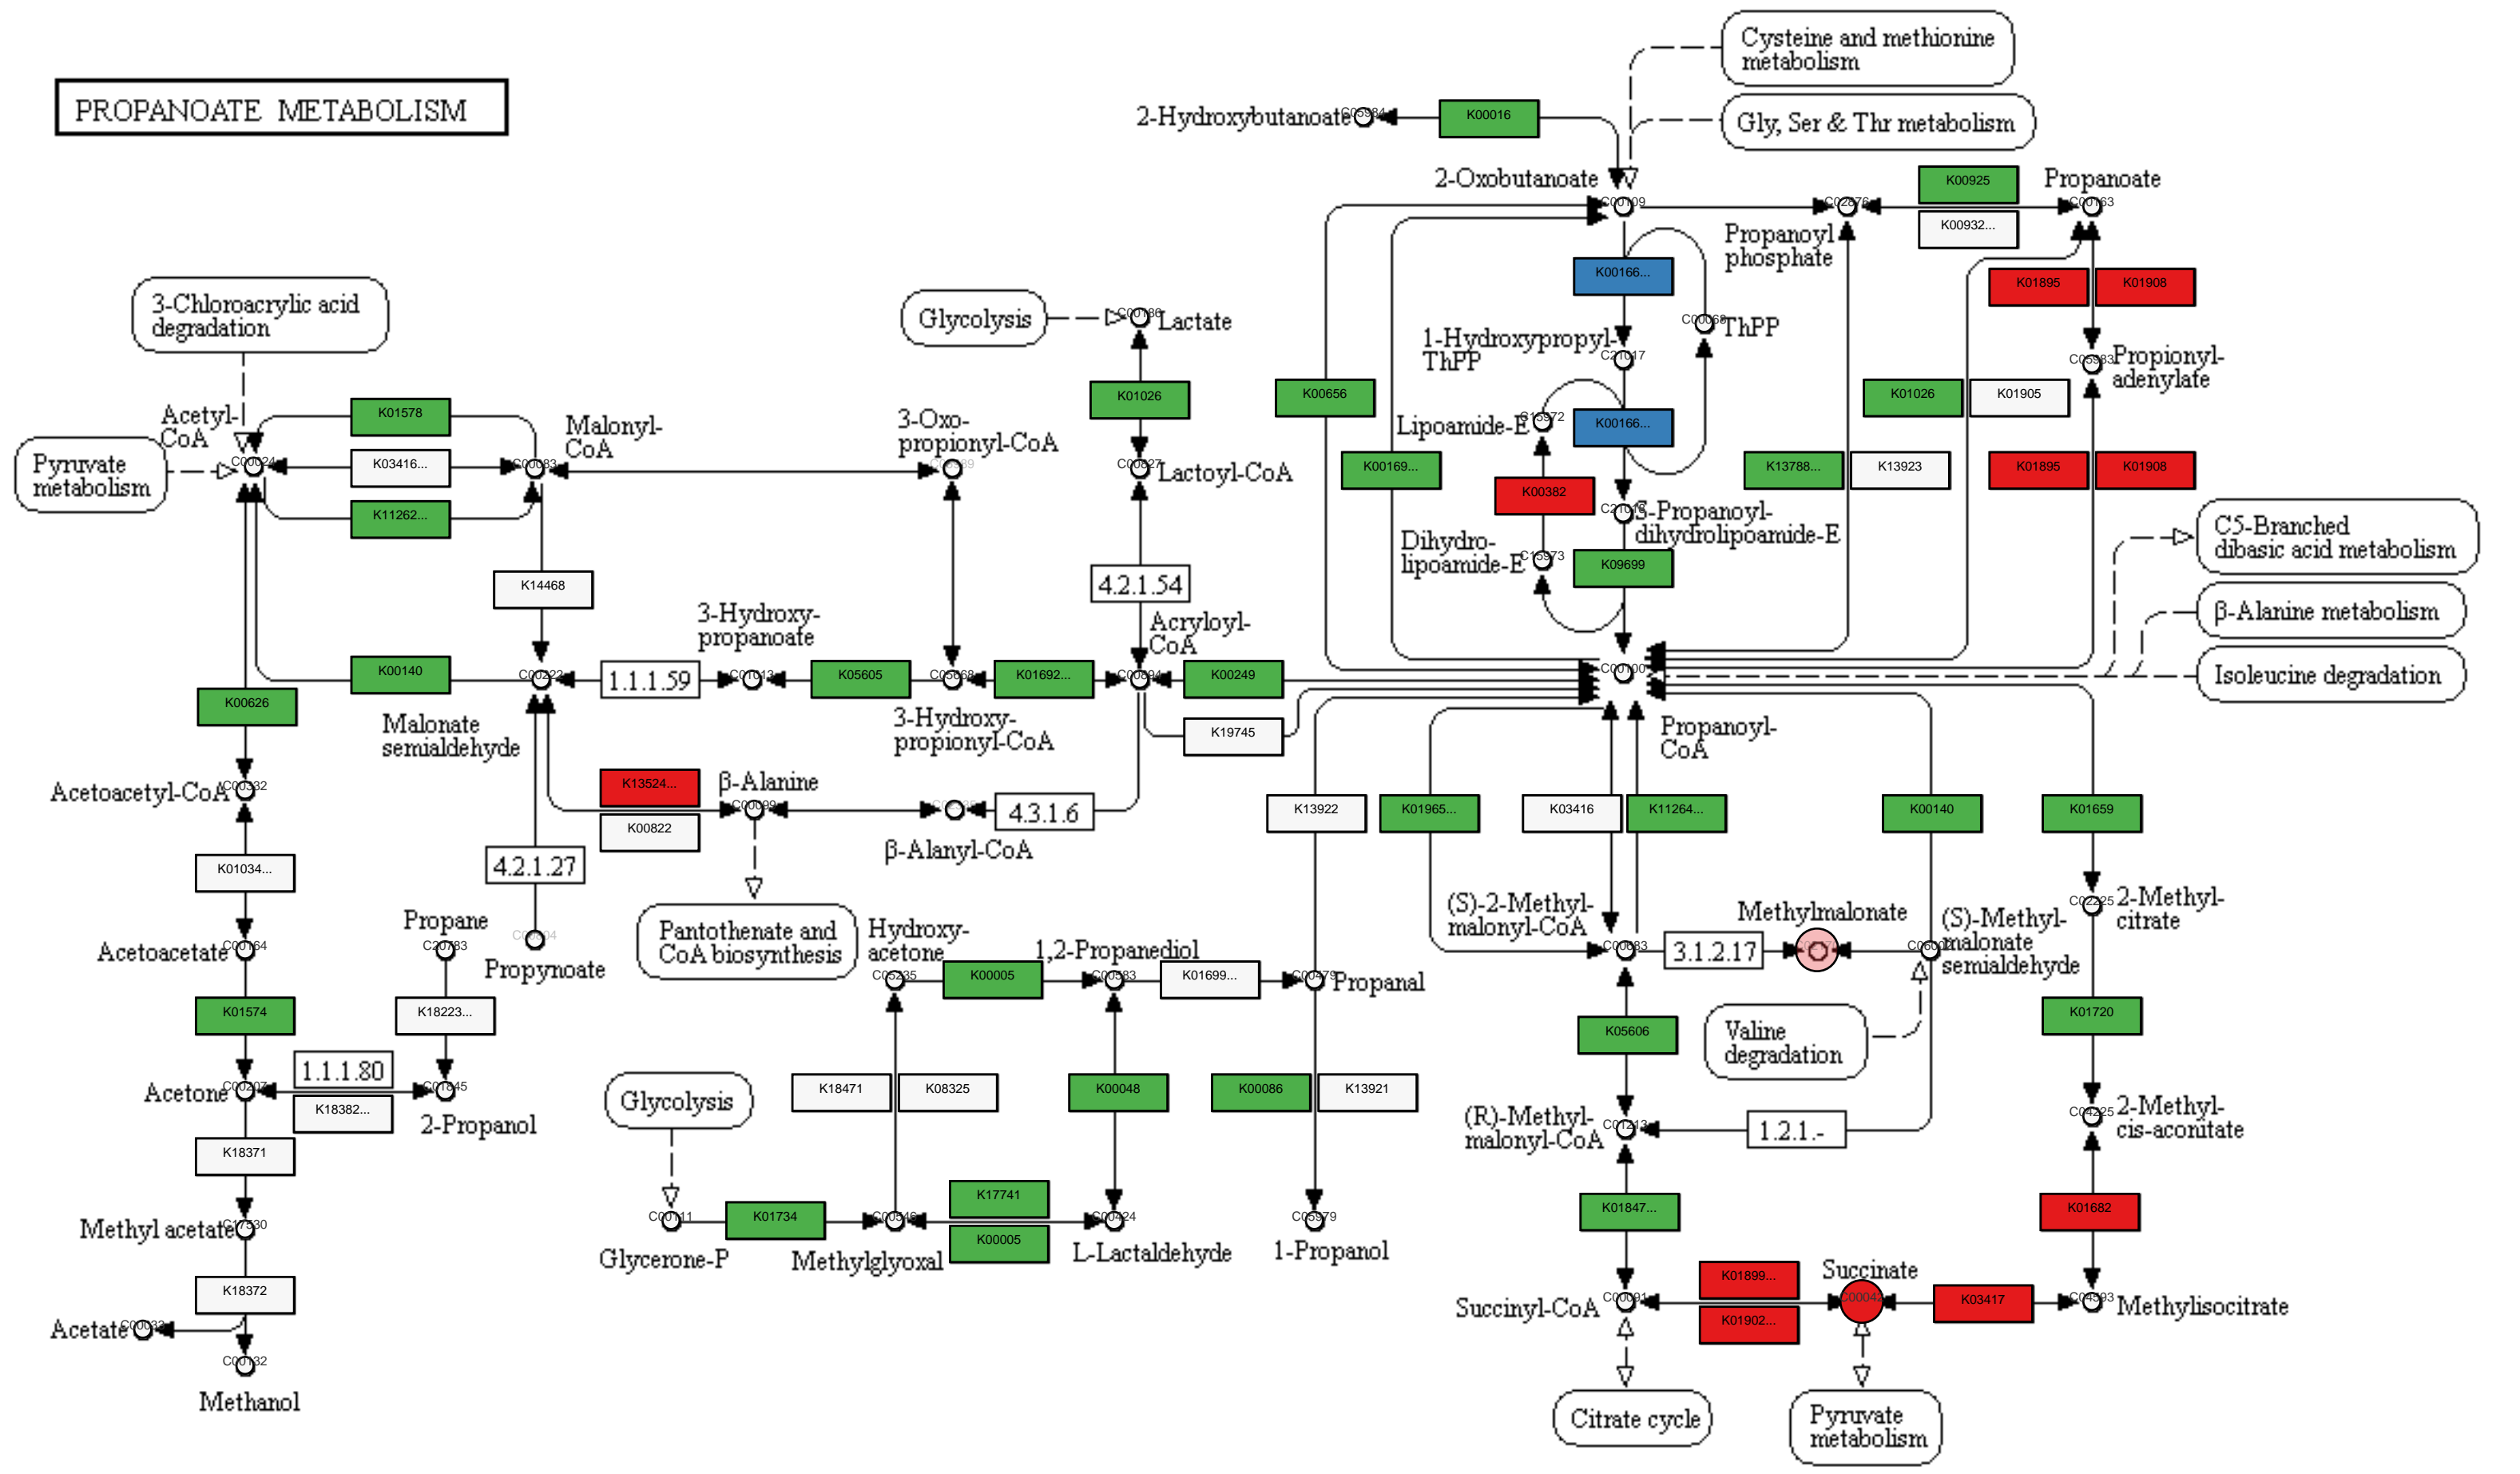 PROPANOATE METABOLISM
Cysteine and methionine
metabolism
Gly, Ser & Thr metabolism
2-Hydroxybutanoate
K00016
2-Oxobutanoate
C00109
Propanoyl
phosphate
K00925
K00932...
Propanoate
C00163
3-Chloroacrylic acid
degradation
Glycolysis
C00186
Lactate
K00166...
1-Hydroxypropyl-
ThPP
C21017
C00068
ThPP
K01895
K01908
C05983
Propionyl-
adenylate
Acetyl-
CoA
C00024
K01578
K03416...
K11262...
Malonyl-
CoA
C00083
Pyruvate
metabolism
3-Oxo-
propionyl-CoA
K01026
C00827
Lactoyl-CoA
K00656
K00169...
C15972
Lipoamide-E
K00166...
K00382
K01026
K01905
K13788...
K13923
K01895
K01908
Dihydro-
lipoamide-E
C15973
S-Propanoyl-
dihydrolipoamide-E
K09699
C5-Branched
dibasic acid metabolism
β-Alanine metabolism
Isoleucine degradation
K14468
4.2.1.54
3-Hydroxy-
propanoate
Acryloyl-
CoA
K00140
C00222
1.1.1.59
C01013
K05605
C05668
K01692...
C00894
K00249
C00100
K00626
Malonate
semialdehyde
3-Hydroxy-
propionyl-CoA
K19745
Propanoyl-
CoA
Acetoacetyl-CoA
C00332
K13524...
K00822
β-Alanine
C00099
4.3.1.6
β-Alanyl-CoA
K13922
K01965...
K03416
K11264...
K00140
K01659
K01034...
4.2.1.27
Propane
C20783
Propynoate
Pantothenate and
CoA biosynthesis
Acetoacetate
C00164
Hydroxy-
acetone
C05235
K00005
1,2-Propanediol
C00583
K01699...
C00479
Propanal
(S)-2-Methyl-
malonyl-CoA
C00683
3.1.2.17
Methylmalonate
(S)-Methyl-
malonate
semialdehyde
C02225
2-Methyl-
citrate
K01574
K18223...
K05606
Valine
degradation
K01720
Acetone
C00207
1.1.1.80
K18382...
C01845
2-Propanol
Glycolysis
K18471
K08325
K00048
K00086
K13921
(R)-Methyl-
malonyl-CoA
C01213
1.2.1.-
C04225
2-Methyl-
cis-aconitate
K18371
Methyl acetate
C17530
C00111
Glycerone-P
K01734
C00546
Methylglyoxal
K17741
K00005
C00424
L-Lactaldehyde
C05979
1-Propanol
K01847...
K01682
K18372
Acetate
C00033
C00132
Methanol
Succinyl-CoA
C00091
K01899...
K01902...
Succinate
K03417
C04593
Methylisocitrate
Citrate cycle
Pyruvate
metabolism